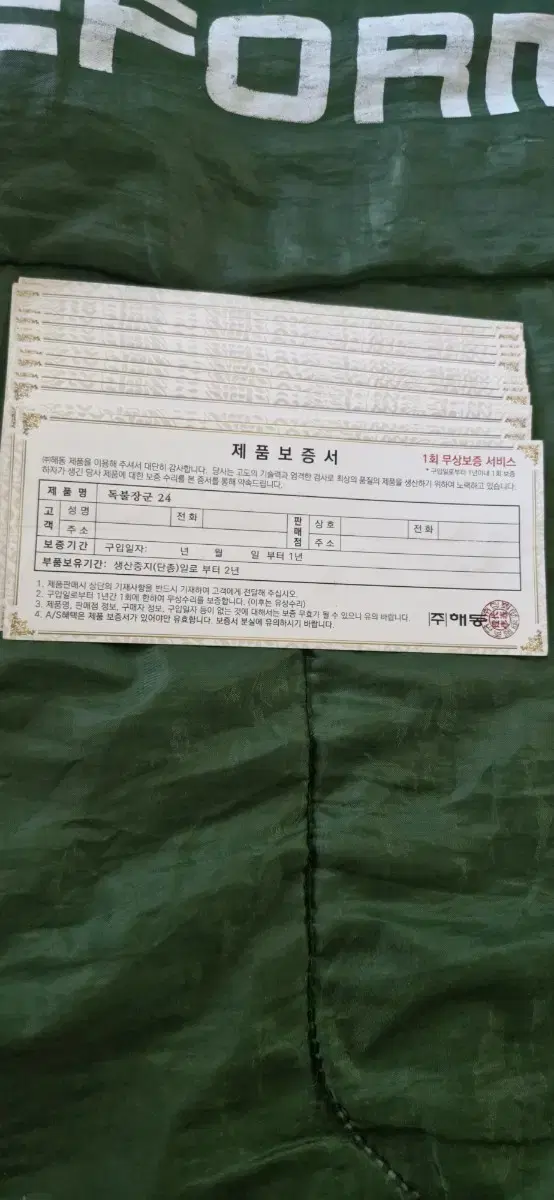 EFORM
제 품 보 증 서
1회 무상보증 서비스
* 구입일로부터 1년이내 1회 보증
㈜해동 제품을 이용해 주셔서 대단히 감사합니다. 당사는 고도의 기술력과 엄격한 검사로 최상의 품질의 제품을 생산하기 위하여 노력하고 있습니다.
하자가 생긴 당사 제품에 대한 보증 수리를 본 증서를 통해 약속드립니다.
제 품 명 독불장군 24
고객 성 명 전 화 판매점 상 호 전 화
주 소 주 소
보증기간 구입일자: 년 월 일 부터 1년
부품보유기간: 생산중지(단종)일로 부터 2년
1. 제품판매시 상단의 기재사항을 반드시 기재하며 고객에게 전달해 주십시오.
2. 구입일로부터 1년간 1회에 한하여 무상수리를 보증합니다. (이후는 유상수리)
3. 제품명, 판매점 정보, 구매자 정보, 구입일자 등이 없는 것에 대해서는 보증 무효가 될 수 있으니 유의 바랍니다.
4. A/S혜택은 제품 보증서가 있어야만 유효합니다. 보증서 분실에 유의하시기 바랍니다.
㈜해동